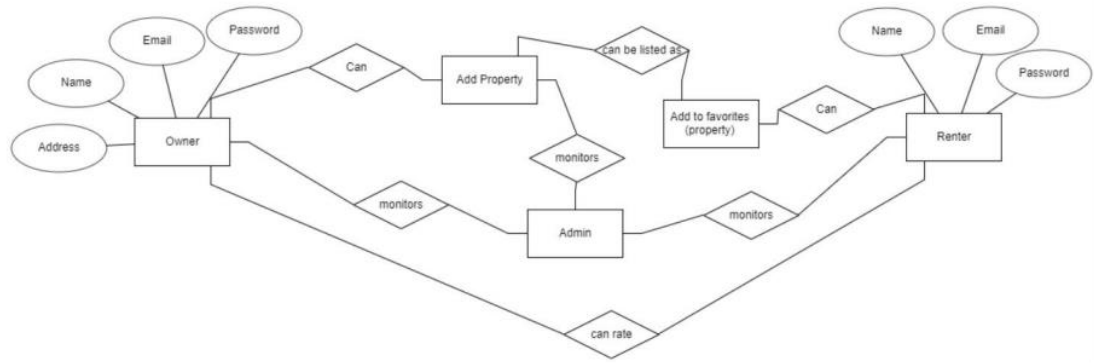 Email
Password
Name
Address
Owner
Can
Add Property
can be listed as
Add to favorites
(property)
Can
Name
Email
Password
Renter
monitors
monitors
monitors
Admin
can rate